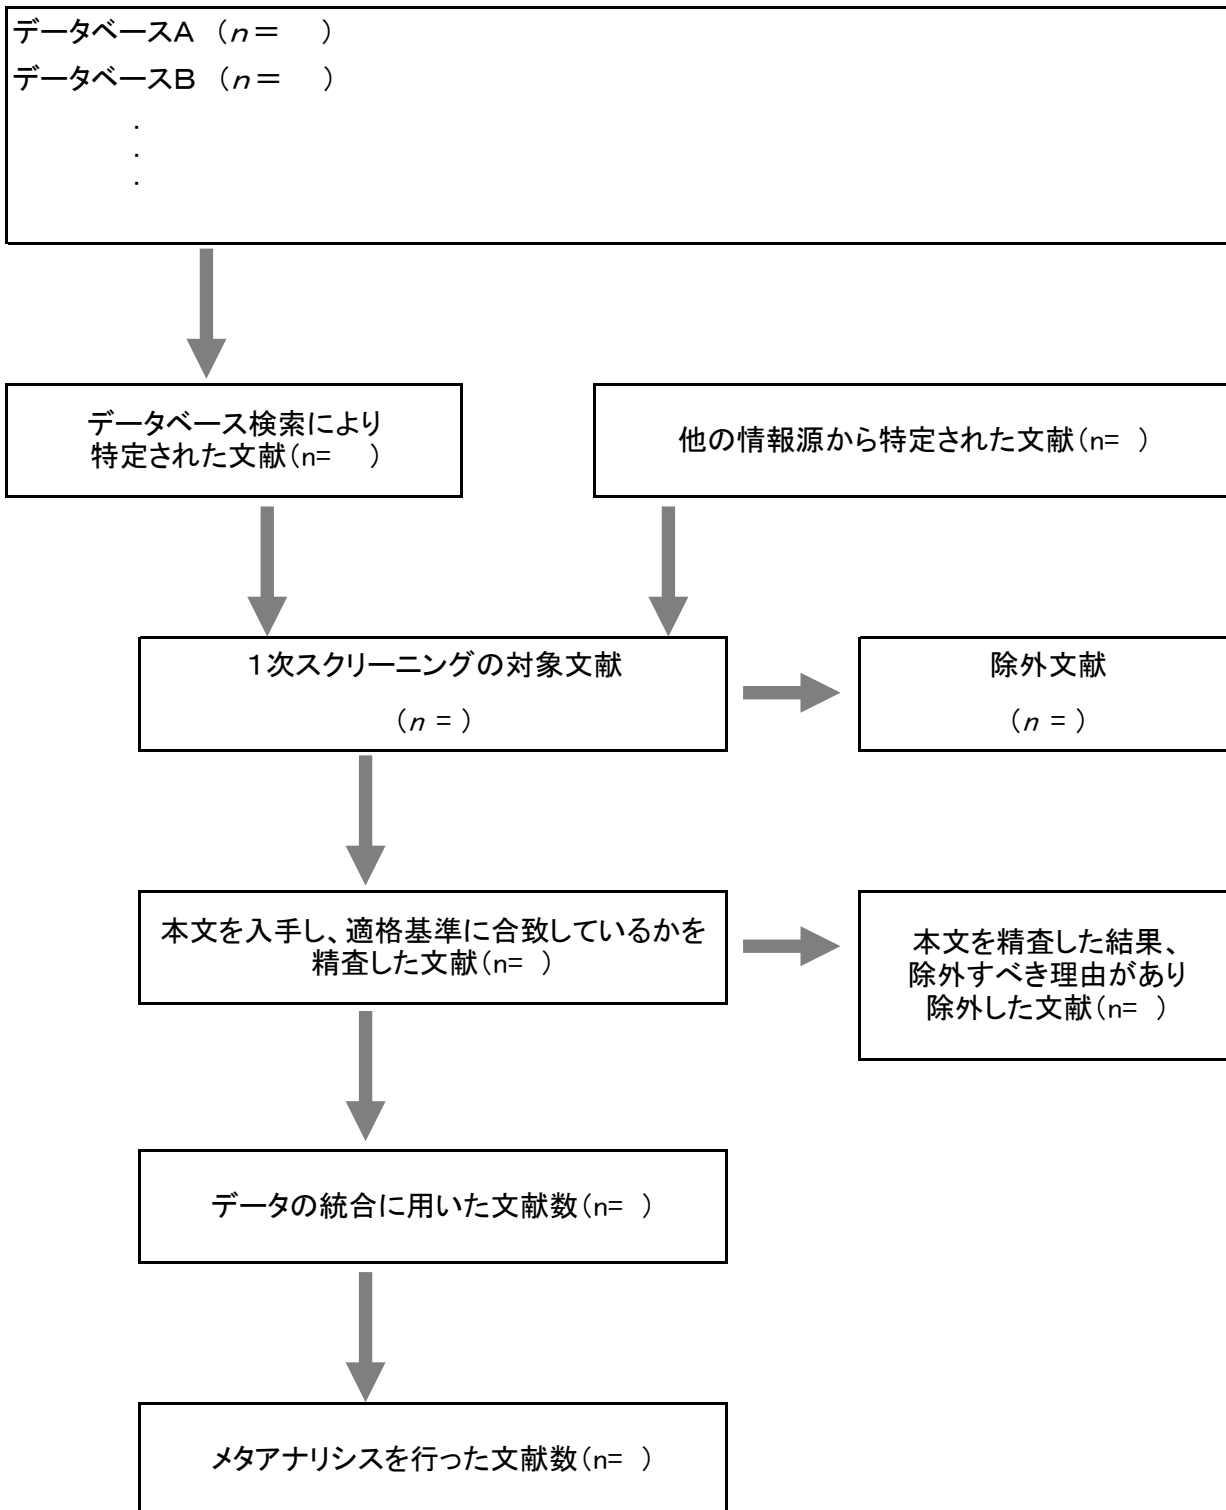 データベースA （n＝　）
データベースB （n＝　）
.
.
.
データベース検索により
特定された文献（n=　）
他の情報源から特定された文献（n= ）
１次スクリーニングの対象文献
（n = ）
除外文献
（n = ）
本文を入手し、適格基準に合致しているかを
精査した文献（n= ）
本文を精査した結果、
除外すべき理由があり
除外した文献（n= ）
データの統合に用いた文献数（n= ）
メタアナリシスを行った文献数（n= ）